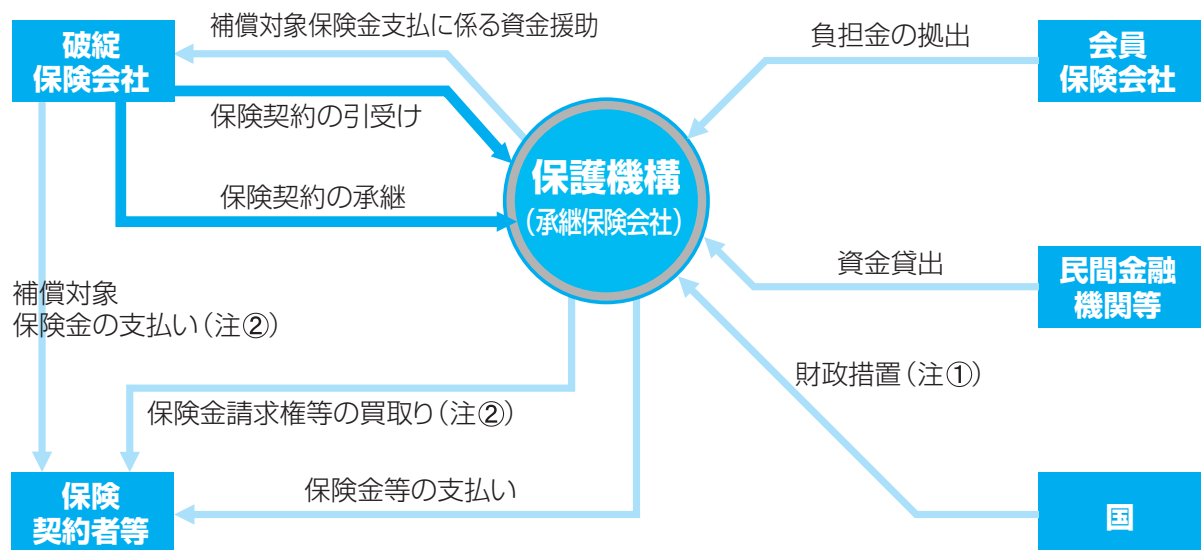 補償対象保険金支払に係る資金援助
負担金の拠出
破綻
保険会社
会員
保険会社
保険契約の引受け
保護機構
（承継保険会社）
保険契約の承継
資金貸出
民間金融
機関等
補償対象
保険金の支払い（注②）
財政措置（注①）
保険金請求権等の買取り（注②）
保険金等の支払い
保険
契約者等
国